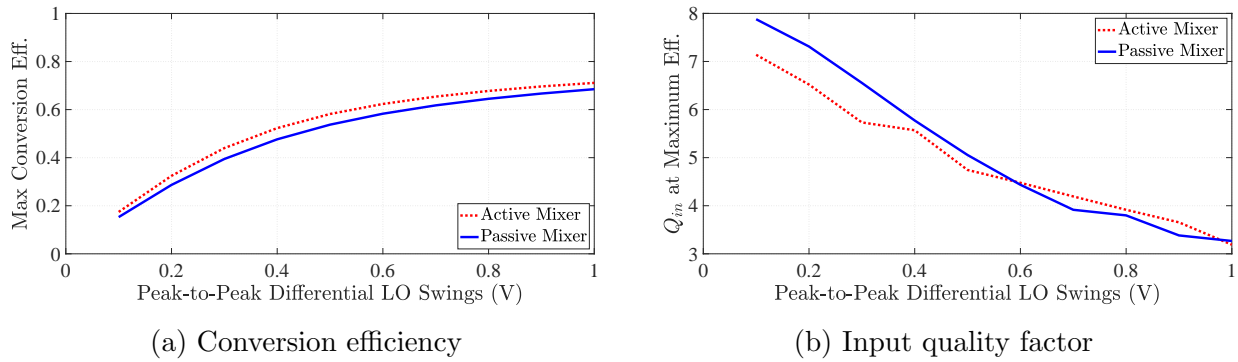 Max Conversion Eff.
1
0.8
0.6
0.4
0.2
0
0
0.2
0.4
0.6
0.8
1
Active Mixer
Passive Mixer
Peak-to-Peak Differential LO Swings (V)
(a) Conversion efficiency
Q_in at Maximum Eff.
8
7
6
5
4
3
0
0.2
0.4
0.6
0.8
1
Active Mixer
Passive Mixer
Peak-to-Peak Differential LO Swings (V)
(b) Input quality factor